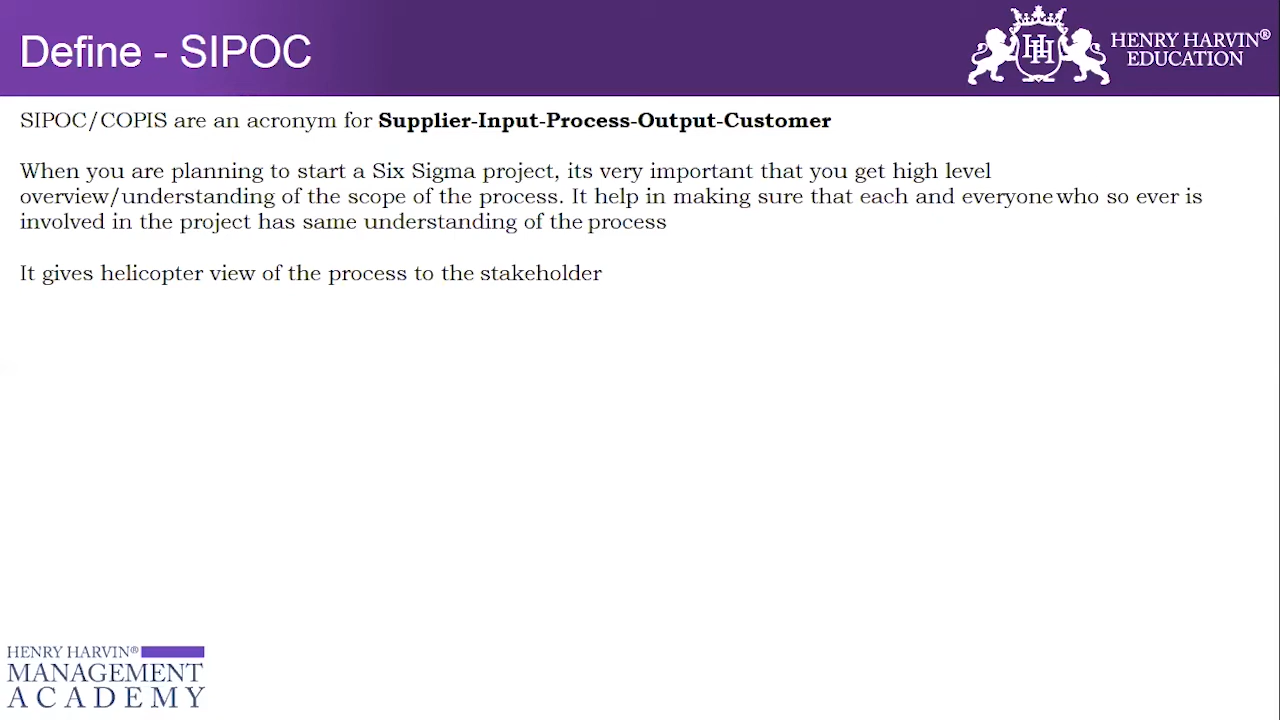 Define - SIPOC
HENRY HARVIN®
EDUCATION
SIPOC/COPIS are an acronym for Supplier-Input-Process-Output-Customer
When you are planning to start a Six Sigma project, its very important that you get high level
overview/understanding of the scope of the process. It help in making sure that each and everyone who so ever is
involved in the project has same understanding of the process
It gives helicopter view of the process to the stakeholder
HENRY HARVIN®
MANAGEMENT
ACADEMY